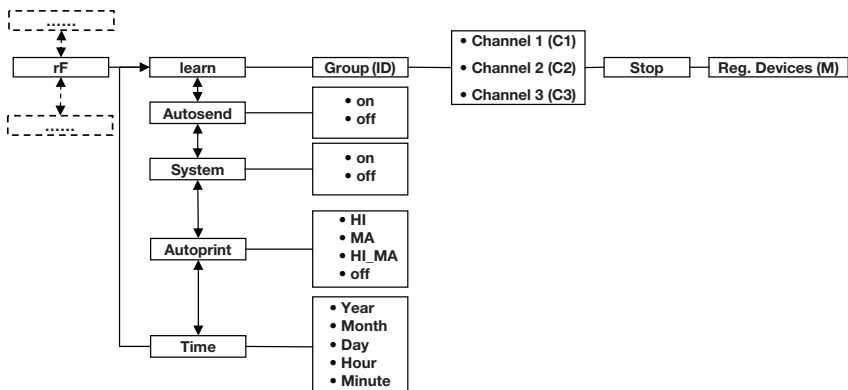 ......
rF
......
learn
Group (ID)
• Channel 1 (C1)
• Channel 2 (C2)
• Channel 3 (C3)
Stop
Reg. Devices (M)
Autosend
• on
• off
System
• on
• off
Autoprint
• HI
• MA
• HI_MA
• off
Time
• Year
• Month
• Day
• Hour
• Minute